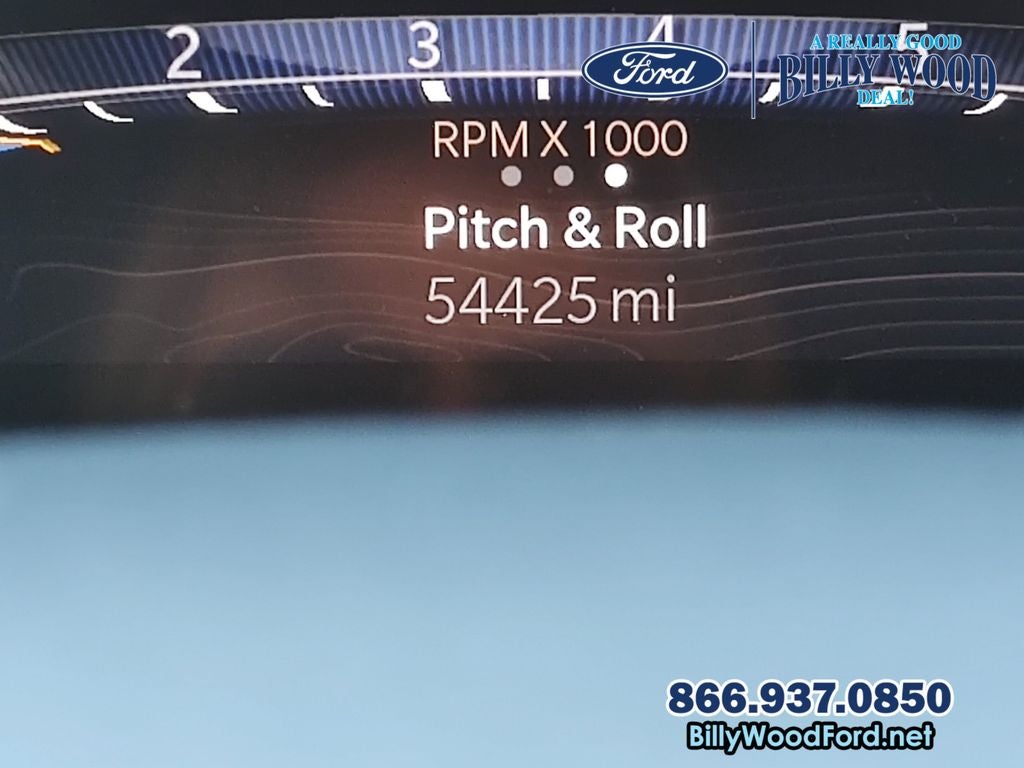 2 3 4 5
Ford
A REALLY GOOD
BILLY WOOD
DEAL!
RPM X 1000
Pitch & Roll
54425 mi
866.937.0850
BillyWoodFord.net